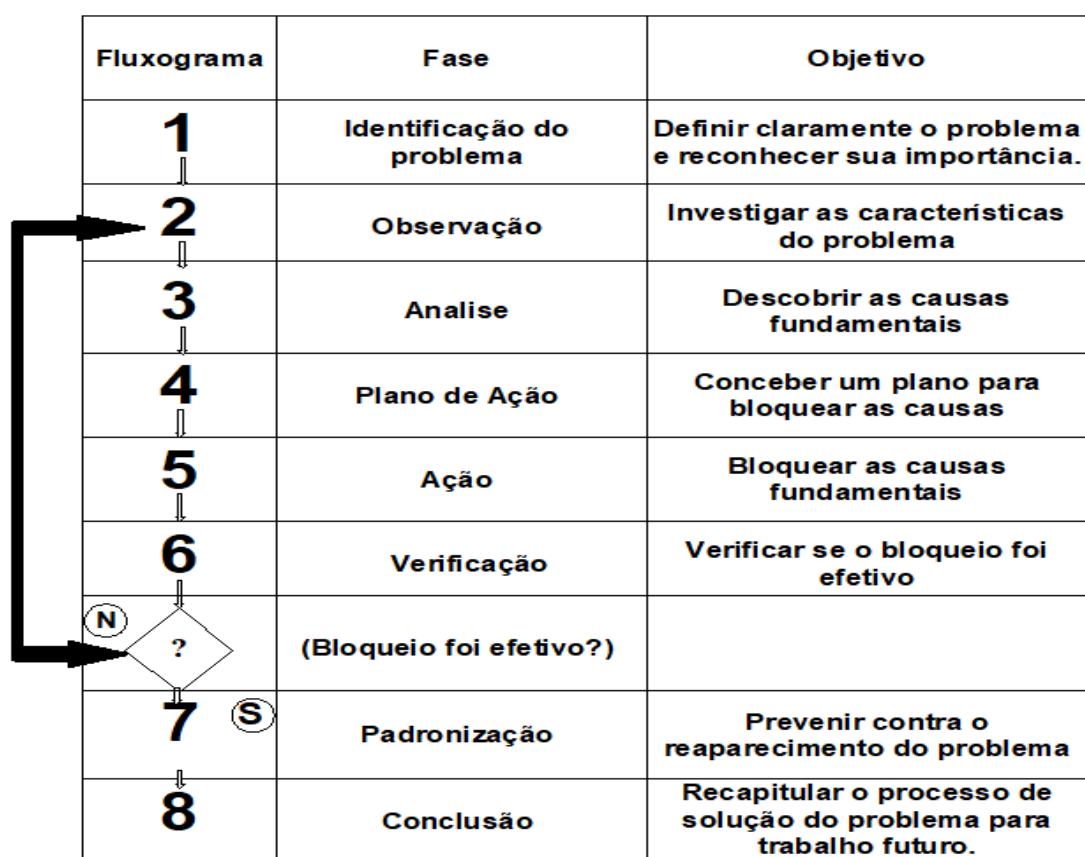 Fluxograma Fase Objetivo
1 Identificação do Definir claramente o problema
problema e reconhecer sua importância.
2 Observação Investigar as características
do problema
3 Analise Descobrir as causas
fundamentais
4 Plano de Ação Conceber um plano para
bloquear as causas
5 Ação Bloquear as causas
fundamentais
6 Verificação Verificar se o bloqueio foi
efetivo
N
? (Bloqueio foi efetivo?)
7 S Padronização Prevenir contra o
reaparecimento do problema
8 Conclusão Recapitular o processo de
solução do problema para
trabalho futuro.